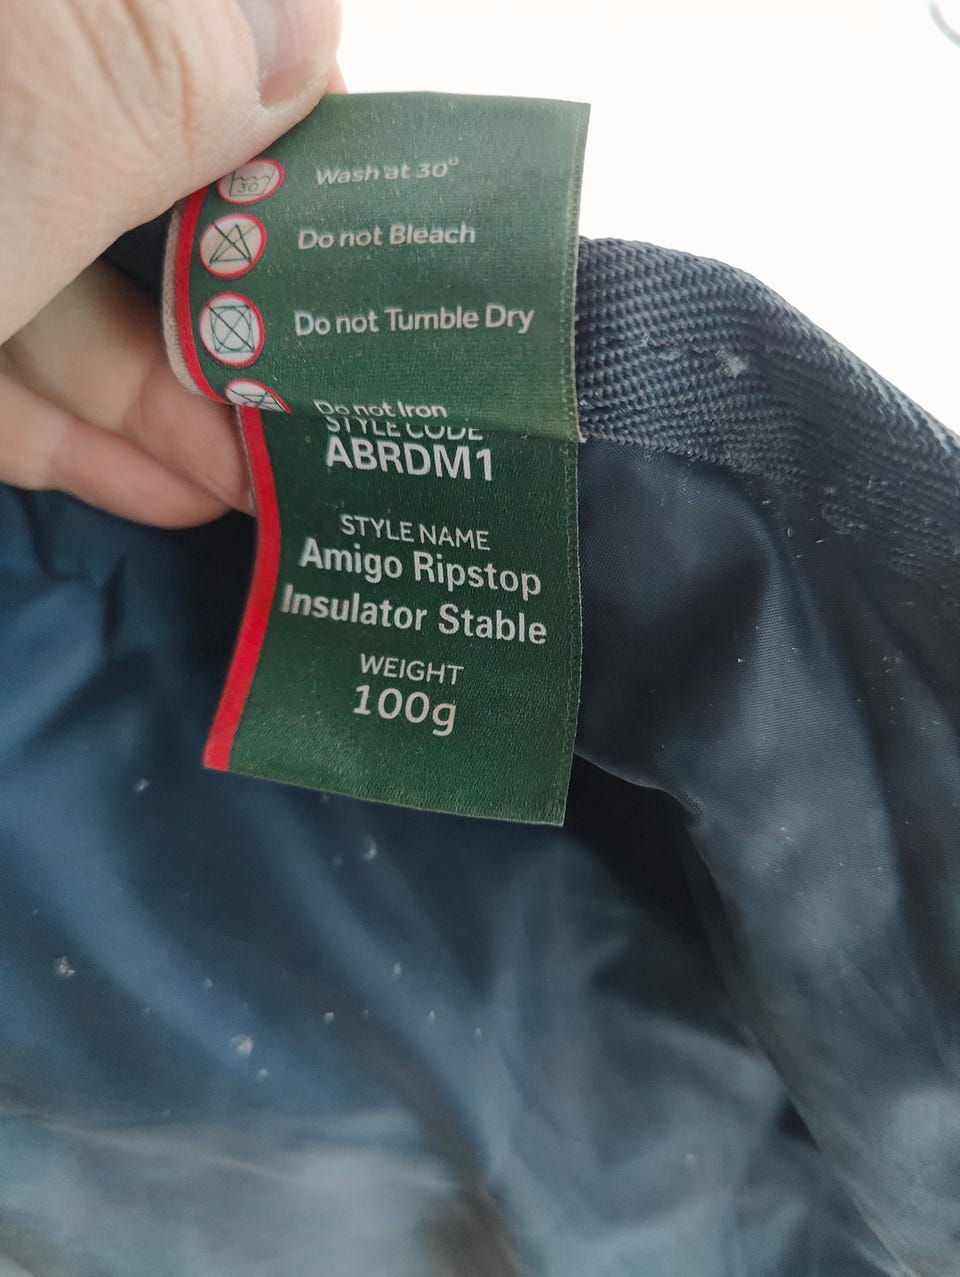 30
Wash at 30°
Do not Bleach
Do not Tumble Dry
Do not Iron
STYLE CODE
ABRDM1
STYLE NAME
Amigo Ripstop
Insulator Stable
WEIGHT
100g